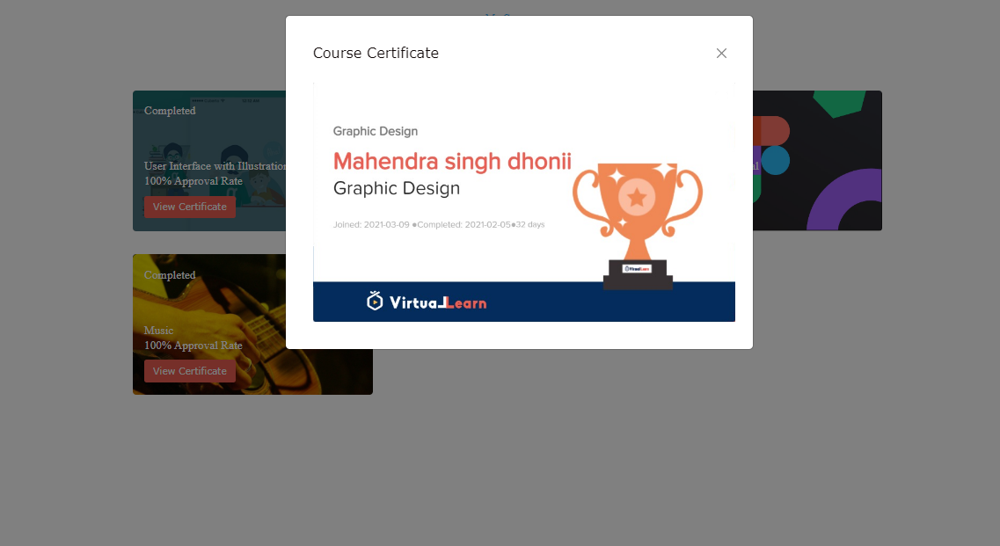 Course Certificate
Completed
User Interface with Illustration
100% Approval Rate
View Certificate
Graphic Design
Mahendra singh dhonii
Graphic Design
Joined: 2021-03-09 ●Completed: 2021-02-05●32 days
VirtualLearn
VirtualLearn
Completed
Music
100% Approval Rate
View Certificate